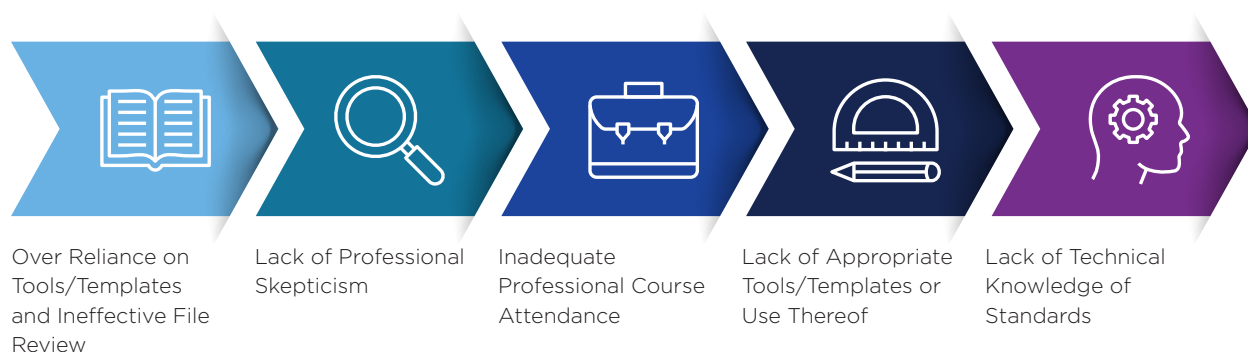 Over Reliance on
Tools/Templates
and Ineffective File
Review
Lack of Professional
Skepticism
Inadequate
Professional Course
Attendance
Lack of Appropriate
Tools/Templates or
Use Thereof
Lack of Technical
Knowledge of
Standards